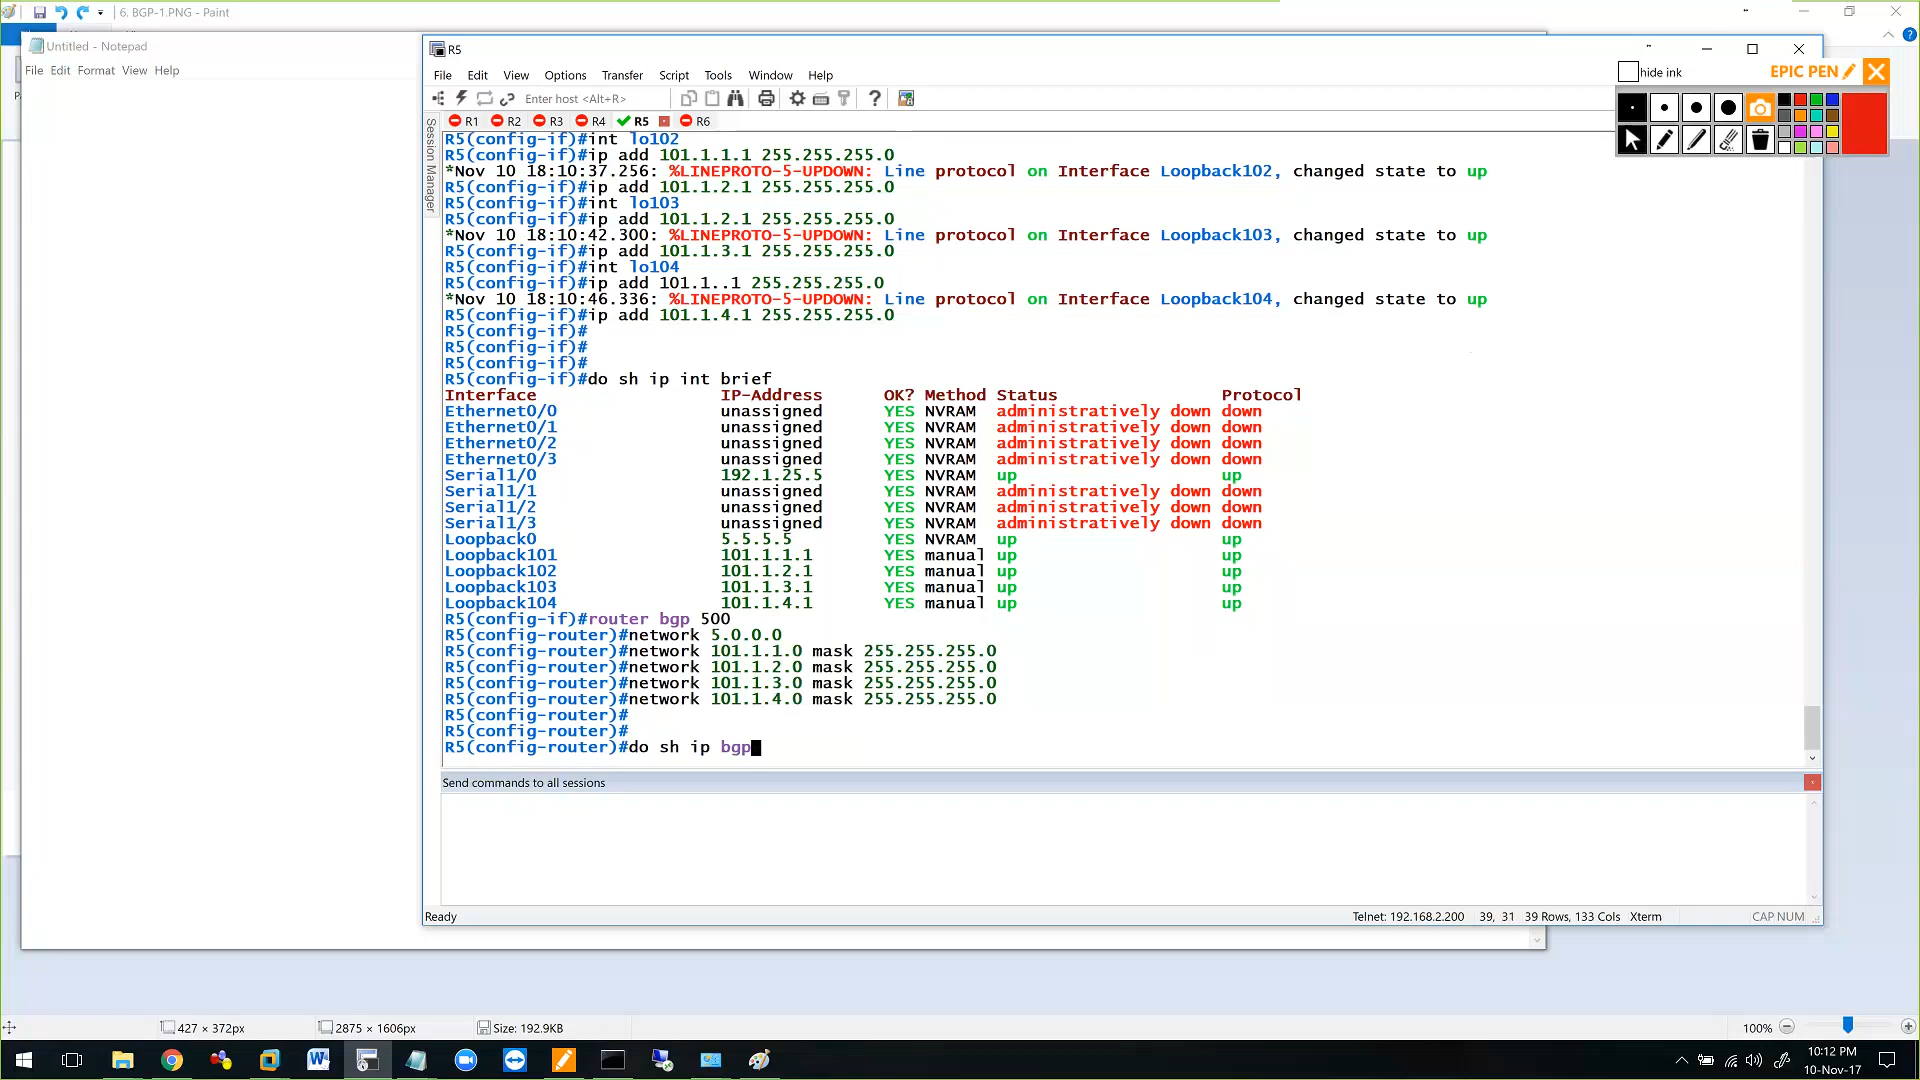 6. BGP-1.PNG - Paint
Untitled - Notepad
File Edit Format View Help
R5
File Edit View Options Transfer Script Tools Window Help
Enter host <Alt+R>
R1 R2 R3 R4 R5 R6
Session Manager
hide ink
EPIC PEN
R5(config-if)#int lo102
R5(config-if)#ip add 101.1.1.1 255.255.255.0
*Nov 10 18:10:37.256: %LINEPROTO-5-UPDOWN: Line protocol on Interface Loopback102, changed state to up
R5(config-if)#ip add 101.1.2.1 255.255.255.0
R5(config-if)#int lo103
R5(config-if)#ip add 101.1.2.1 255.255.255.0
*Nov 10 18:10:42.300: %LINEPROTO-5-UPDOWN: Line protocol on Interface Loopback103, changed state to up
R5(config-if)#ip add 101.1.3.1 255.255.255.0
R5(config-if)#int lo104
R5(config-if)#ip add 101.1..1 255.255.255.0
*Nov 10 18:10:46.336: %LINEPROTO-5-UPDOWN: Line protocol on Interface Loopback104, changed state to up
R5(config-if)#ip add 101.1.4.1 255.255.255.0
R5(config-if)#
R5(config-if)#
R5(config-if)#
R5(config-if)#do sh ip int brief
Interface IP-Address OK? Method Status Protocol
Ethernet0/0 unassigned YES NVRAM administratively down down
Ethernet0/1 unassigned YES NVRAM administratively down down
Ethernet0/2 unassigned YES NVRAM administratively down down
Ethernet0/3 unassigned YES NVRAM administratively down down
Serial1/0 192.1.25.5 YES NVRAM up up
Serial1/1 unassigned YES NVRAM administratively down down
Serial1/2 unassigned YES NVRAM administratively down down
Serial1/3 unassigned YES NVRAM administratively down down
Loopback0 5.5.5.5 YES NVRAM up up
Loopback101 101.1.1.1 YES manual up up
Loopback102 101.1.2.1 YES manual up up
Loopback103 101.1.3.1 YES manual up up
Loopback104 101.1.4.1 YES manual up up
R5(config-if)#router bgp 500
R5(config-router)#network 5.0.0.0
R5(config-router)#network 101.1.1.0 mask 255.255.255.0
R5(config-router)#network 101.1.2.0 mask 255.255.255.0
R5(config-router)#network 101.1.3.0 mask 255.255.255.0
R5(config-router)#network 101.1.4.0 mask 255.255.255.0
R5(config-router)#
R5(config-router)#
R5(config-router)#do sh ip bgp
Send commands to all sessions
Ready
Telnet: 192.168.2.200 39, 31 39 Rows, 133 Cols Xterm CAP NUM
427 × 372px
2875 × 1606px
Size: 192.9KB
100%
10:12 PM
10-Nov-17